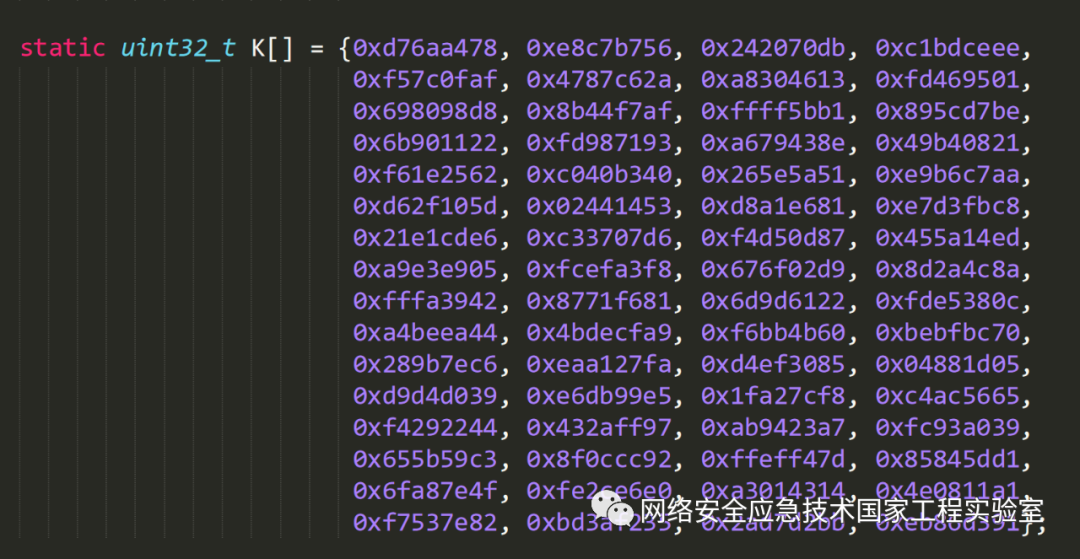 static uint32_t K[] = {0xd76aa478, 0xe8c7b756, 0x242070db, 0xc1bdceee,
0xf57c0faf, 0x4787c62a, 0xa8304613, 0xfd469501,
0x698098d8, 0x8b44f7af, 0xffff5bb1, 0x895cd7be,
0x6b901122, 0xfd987193, 0xa679438e, 0x49b40821,
0xf61e2562, 0xc040b340, 0x265e5a51, 0xe9b6c7aa,
0xd62f105d, 0x02441453, 0xd8a1e681, 0xe7d3fbc8,
0x21e1cde6, 0xc33707d6, 0xf4d50d87, 0x455a14ed,
0xa9e3e905, 0xfcefa3f8, 0x676f02d9, 0x8d2a4c8a,
0xfffa3942, 0x8771f681, 0x6d9d6122, 0xfde5380c,
0xa4beea44, 0x4bdecfa9, 0xf6bb4b60, 0xbebfbc70,
0x289b7ec6, 0xeaa127fa, 0xd4ef3085, 0x04881d05,
0xd9d4d039, 0xe6db99e5, 0x1fa27cf8, 0xc4ac5665,
0xf4292244, 0x432aff97, 0xab9423a7, 0xfc93a039,
0x655b59c3, 0x8f0ccc92, 0xffeff47d, 0x85845dd1,
0x6fa87e4f, 0xfe2ce6e0, 0xa3014314, 0x4e0811a1,
网络安全应急技术国家工程实验室
0xf7537e82,